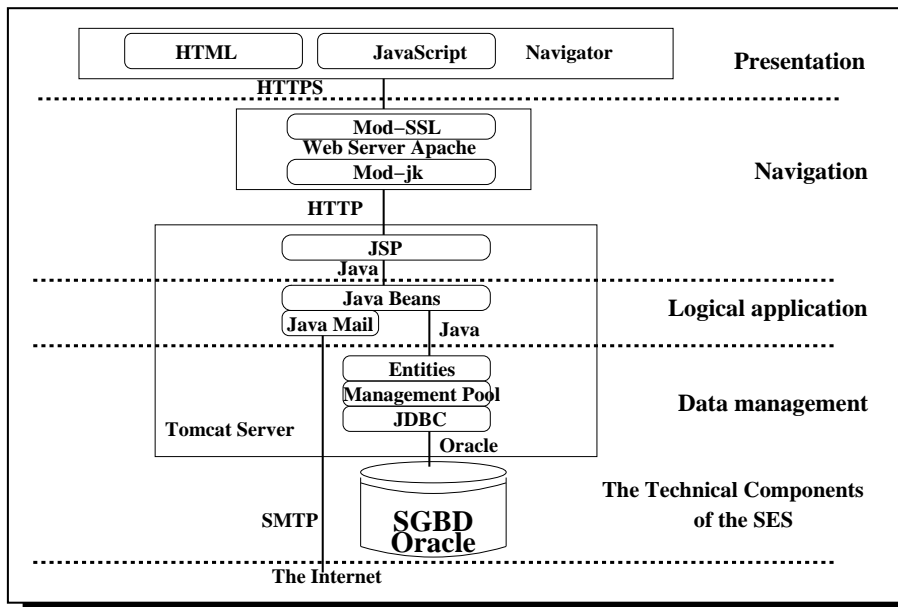 HTML
JavaScript
Navigator
Presentation
HTTPS
Mod-SSL
Web Server Apache
Mod-jk
Navigation
HTTP
JSP
Java
Java Beans
Logical application
Java Mail
Java
Entities
Management Pool
Data management
JDBC
Tomcat Server
Oracle
The Technical Components
of the SES
SMTP
SGBD
Oracle
The Internet